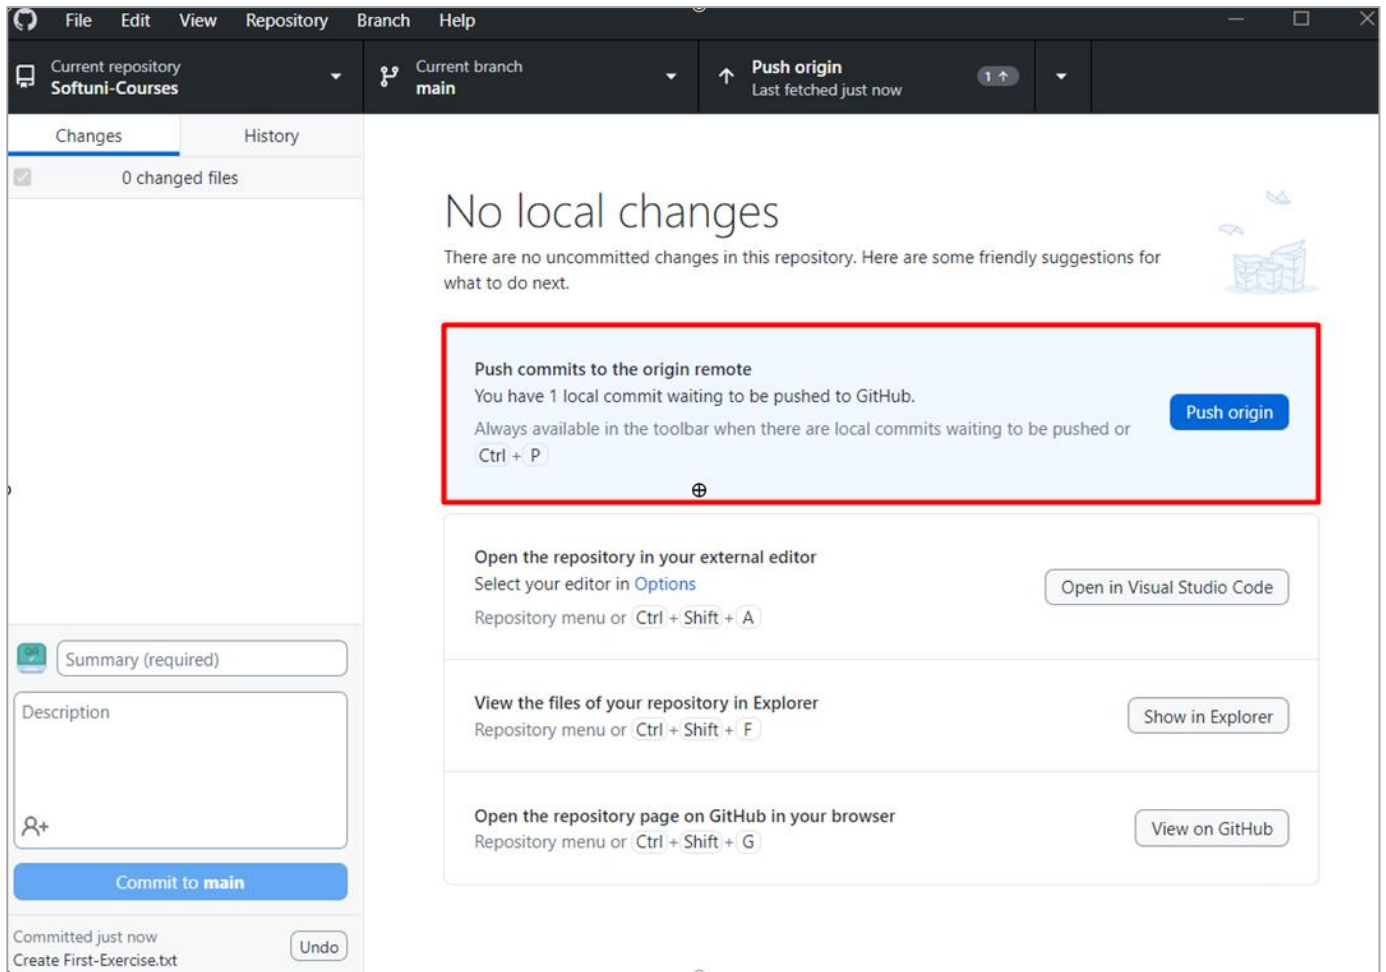 File Edit View Repository Branch Help
Current repository
Softuni-Courses
Current branch
main
Push origin
Last fetched just now
1
Changes History
0 changed files
No local changes
There are no uncommitted changes in this repository. Here are some friendly suggestions for
what to do next.
Push commits to the origin remote
You have 1 local commit waiting to be pushed to GitHub.
Always available in the toolbar when there are local commits waiting to be pushed or
Ctrl + P
Push origin
Open the repository in your external editor
Select your editor in Options
Repository menu or Ctrl + Shift + A
Open in Visual Studio Code
View the files of your repository in Explorer
Repository menu or Ctrl + Shift + F
Show in Explorer
Open the repository page on GitHub in your browser
Repository menu or Ctrl + Shift + G
View on GitHub
Summary (required)
Description
Commit to main
Committed just now
Create First-Exercise.txt
Undo